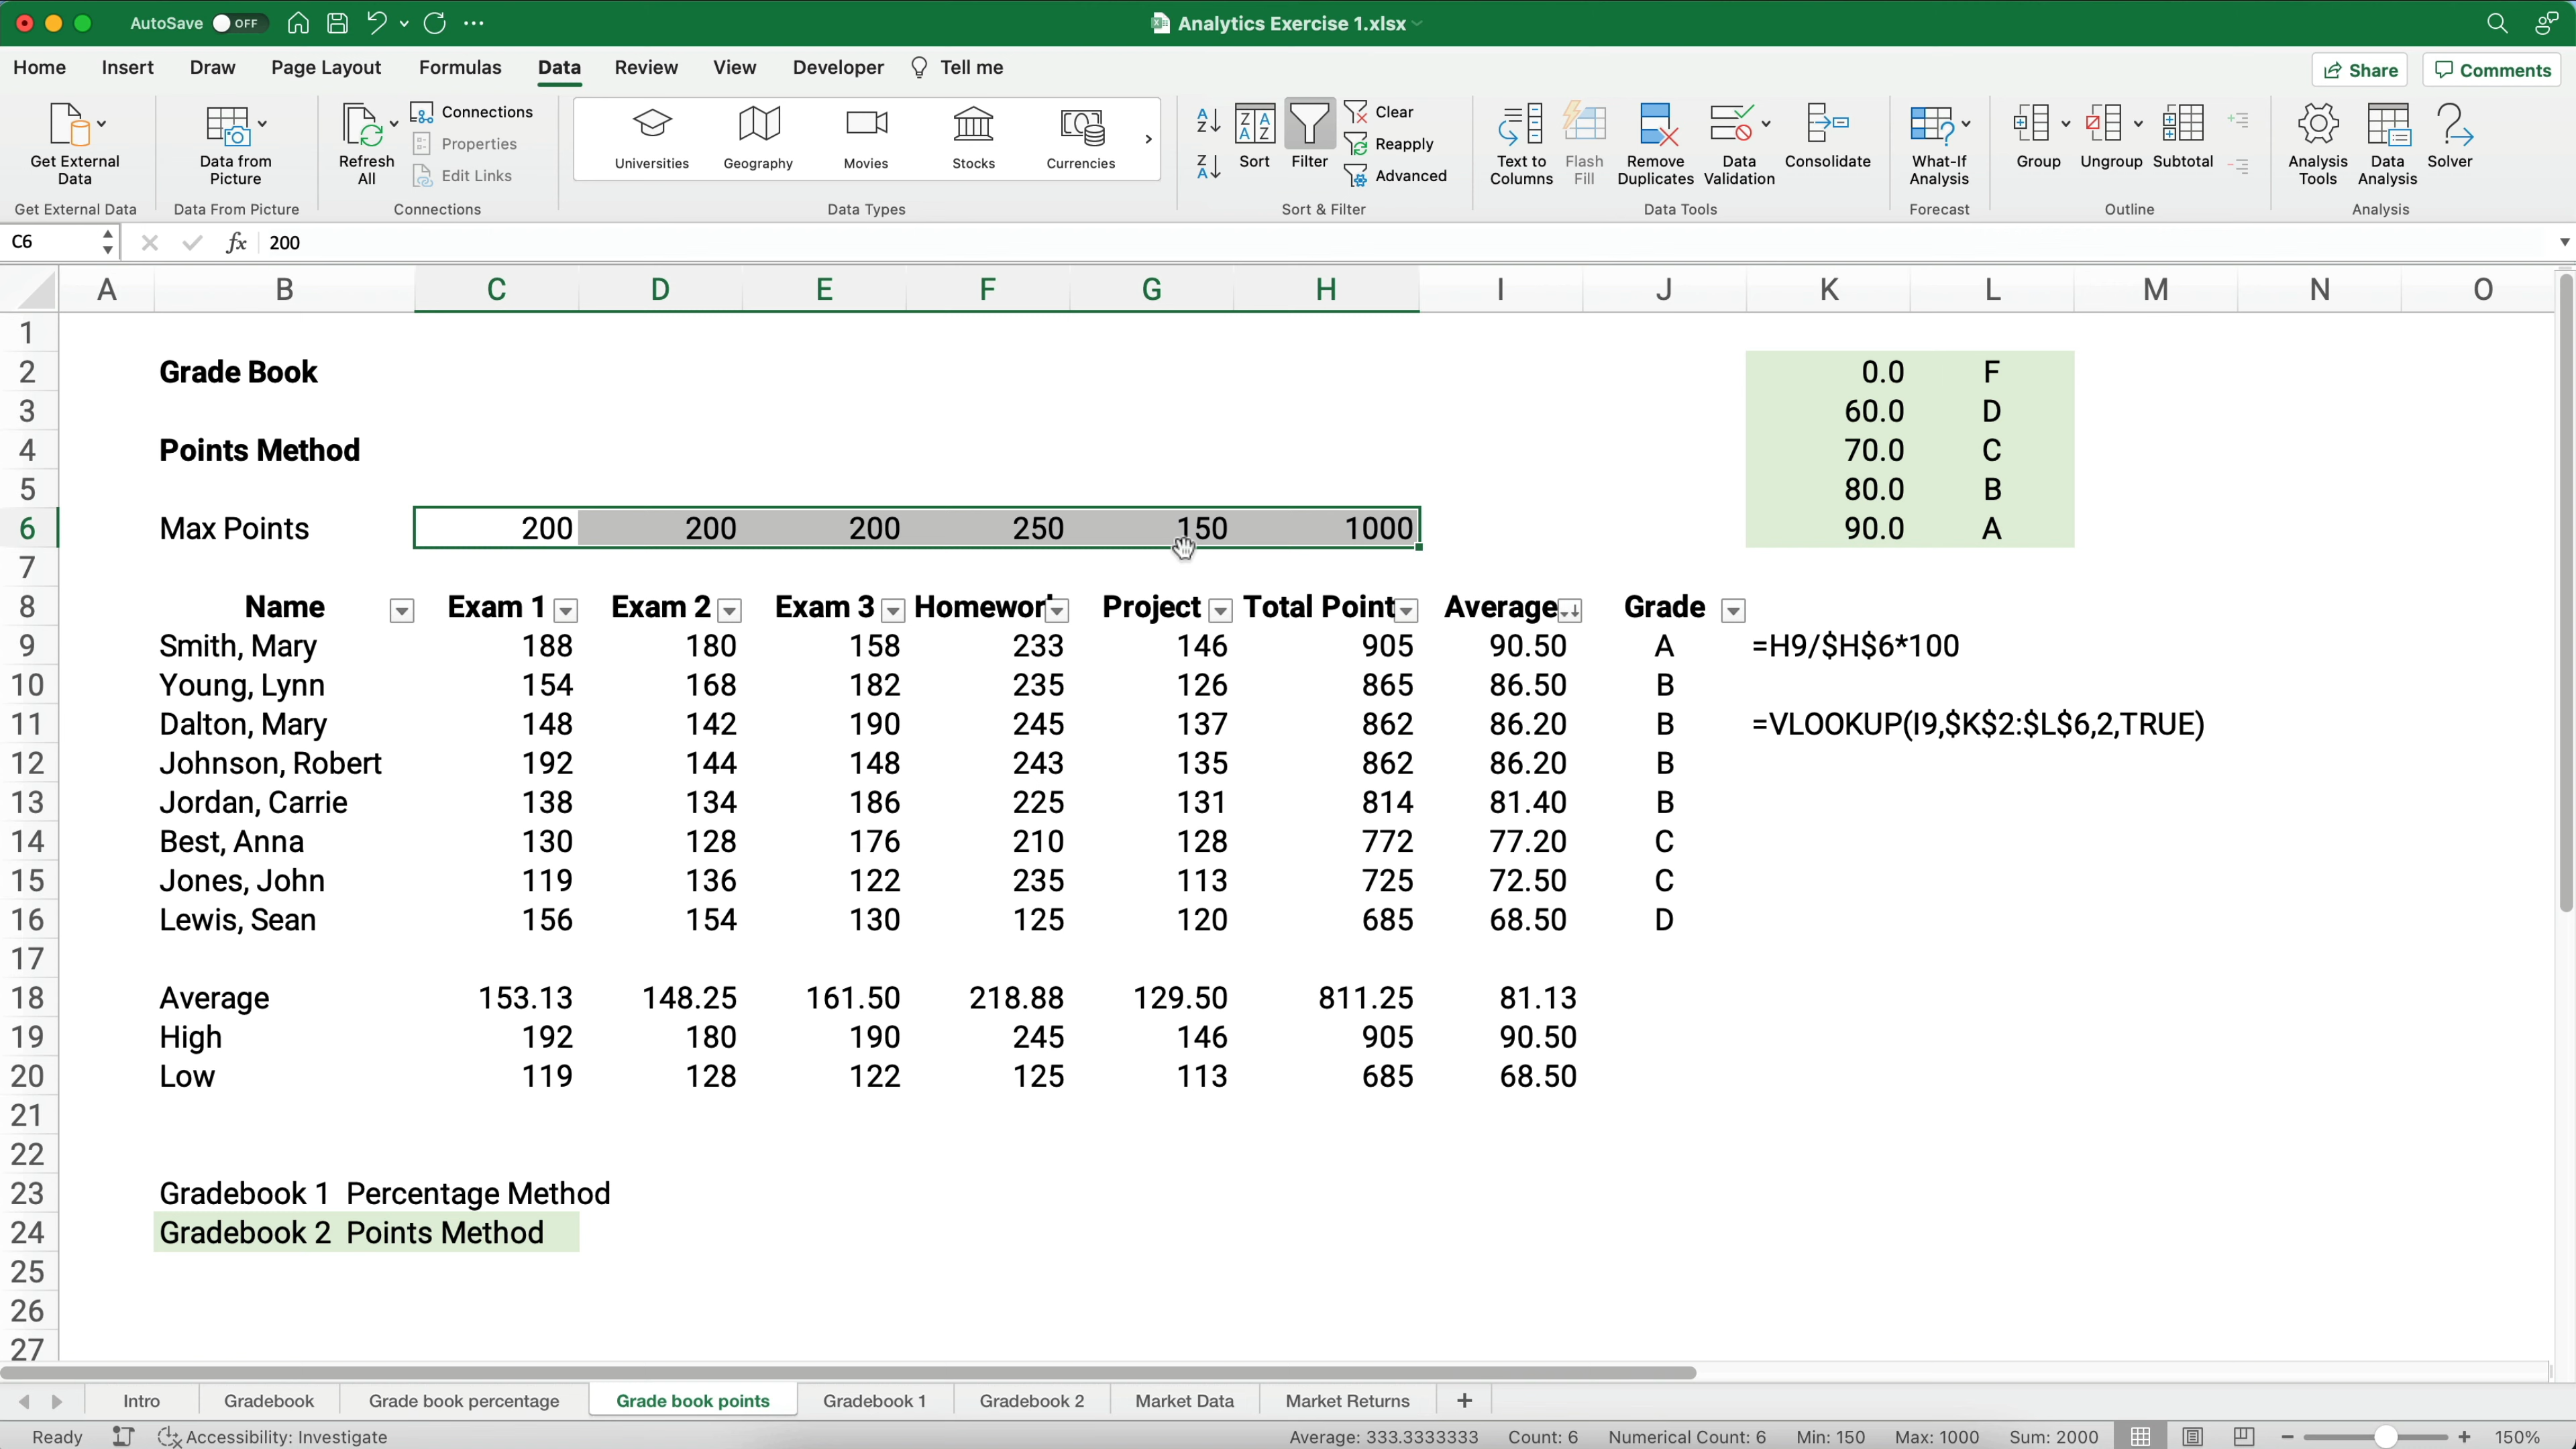 AutoSave OFF Analytics Exercise 1.xlsx
Home Insert Draw Page Layout Formulas Data Review View Developer Tell me Share Comments
Get External Data
Data from Picture
Refresh All
Connections
Properties
Edit Links
Universities Geography Movies Stocks Currencies
Sort Filter
Clear
Reapply
Advanced
Text to Columns
Flash Fill
Remove Duplicates
Data Validation
Consolidate
What-If Analysis
Group Ungroup Subtotal
Analysis Tools
Data Analysis
Solver
Get External Data Data From Picture Connections Data Types Sort & Filter Data Tools Forecast Outline Analysis
C6 fx 200
A B C D E F G H I J K L M N O
1
2 Grade Book 0.0 F
3 60.0 D
4 Points Method 70.0 C
5 80.0 B
6 Max Points 200 200 200 250 150 1000 90.0 A
7
8 Name Exam 1 Exam 2 Exam 3 Homewor Project Total Point Average Grade
9 Smith, Mary 188 180 158 233 146 905 90.50 A =H9/$H$6*100
10 Young, Lynn 154 168 182 235 126 865 86.50 B
11 Dalton, Mary 148 142 190 245 137 862 86.20 B =VLOOKUP(I9,$K$2:$L$6,2,TRUE)
12 Johnson, Robert 192 144 148 243 135 862 86.20 B
13 Jordan, Carrie 138 134 186 225 131 814 81.40 B
14 Best, Anna 130 128 176 210 128 772 77.20 C
15 Jones, John 119 136 122 235 113 725 72.50 C
16 Lewis, Sean 156 154 130 125 120 685 68.50 D
17
18 Average 153.13 148.25 161.50 218.88 129.50 811.25 81.13
19 High 192 180 190 245 146 905 90.50
20 Low 119 128 122 125 113 685 68.50
21
22
23 Gradebook 1 Percentage Method
24 Gradebook 2 Points Method
25
26
27
Intro Gradebook Grade book percentage Grade book points Gradebook 1 Gradebook 2 Market Data Market Returns +
Ready Accessibility: Investigate Average: 333.3333333 Count: 6 Numerical Count: 6 Min: 150 Max: 1000 Sum: 2000 150%